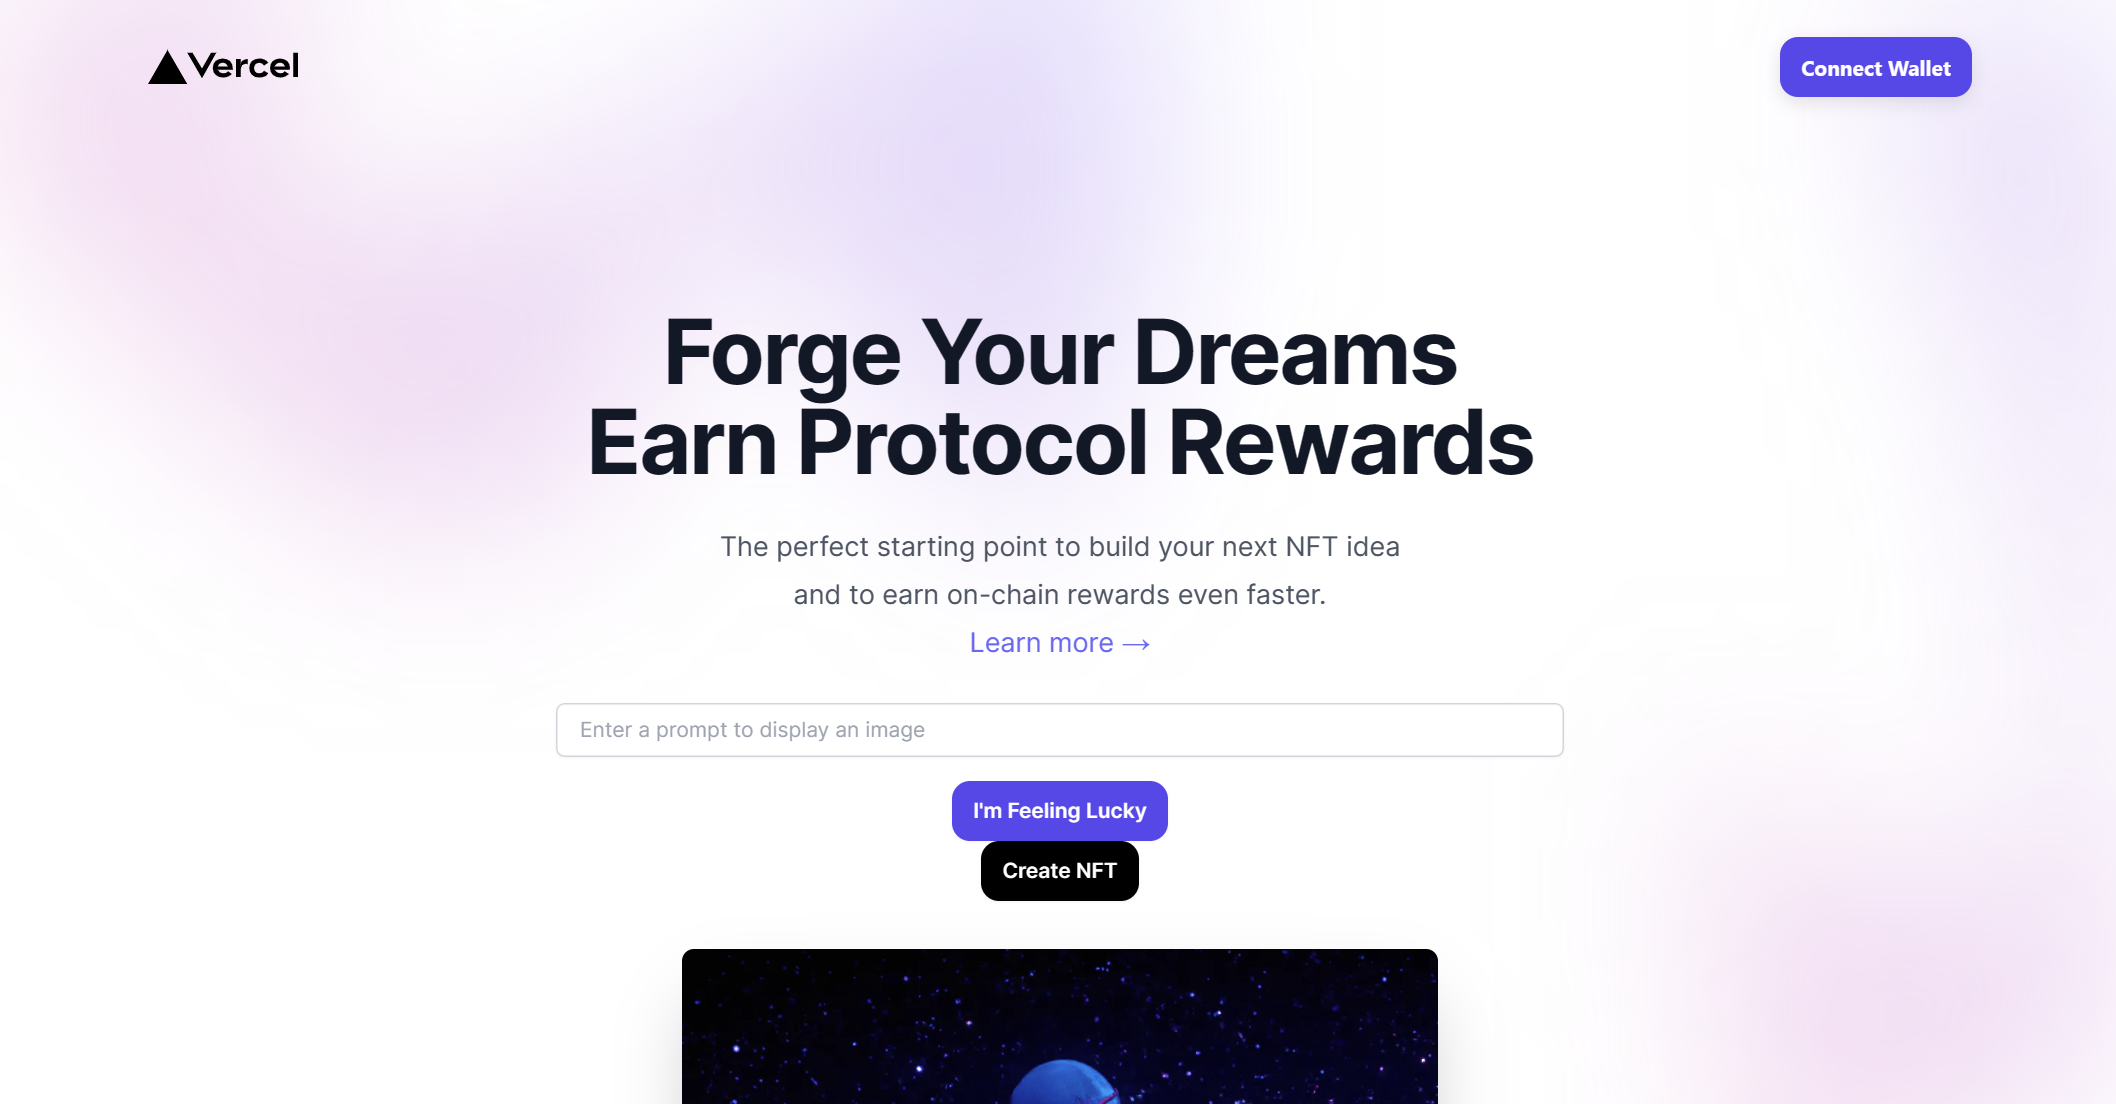 Vercel
Connect Wallet
Forge Your Dreams
Earn Protocol Rewards
The perfect starting point to build your next NFT idea
and to earn on-chain rewards even faster.
Learn more →
Enter a prompt to display an image
I'm Feeling Lucky
Create NFT